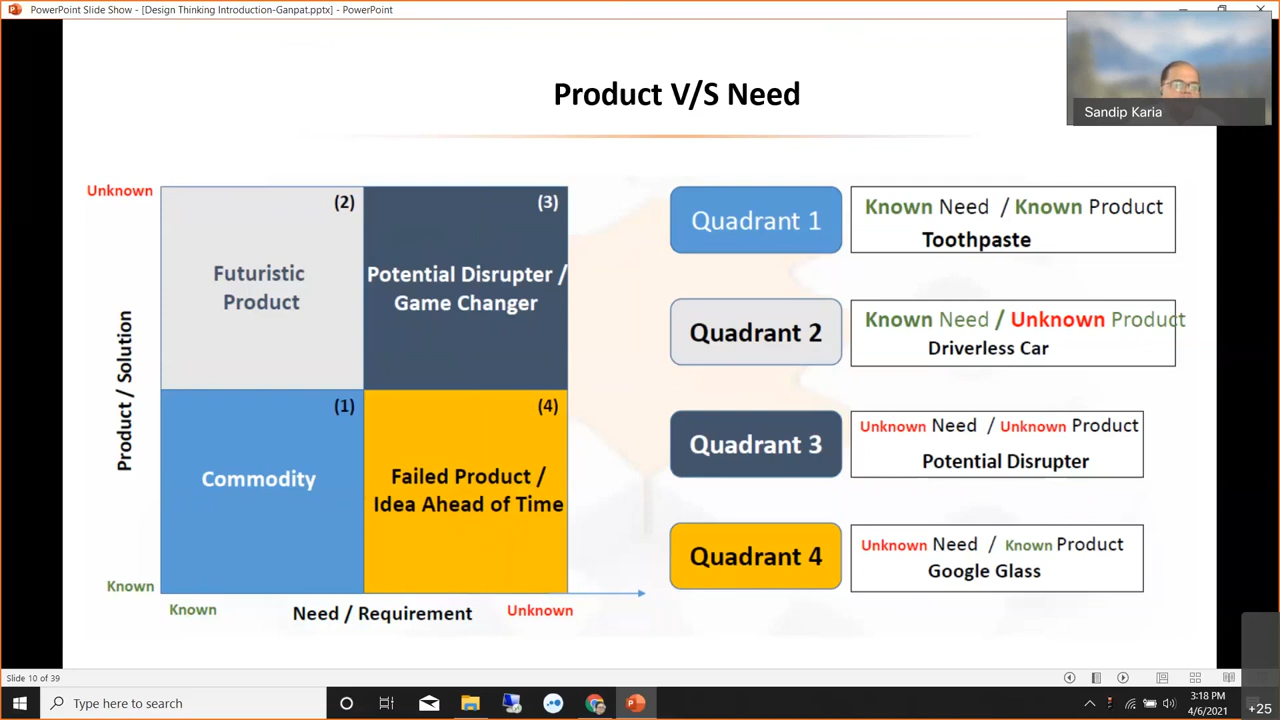 PowerPoint Slide Show - [Design Thinking Introduction-Ganpat.pptx] - PowerPoint
Sandip Karia
Product V/S Need
Unknown
Product / Solution
Known
Known
Need / Requirement
Unknown
(2)
Futuristic
Product
(3)
Potential Disrupter /
Game Changer
(1)
Commodity
(4)
Failed Product /
Idea Ahead of Time
Quadrant 1
Known Need / Known Product
Toothpaste
Quadrant 2
Known Need / Unknown Product
Driverless Car
Quadrant 3
Unknown Need / Unknown Product
Potential Disrupter
Quadrant 4
Unknown Need / Known Product
Google Glass
Slide 10 of 39
Type here to search
3:18 PM
4/6/2021
+25